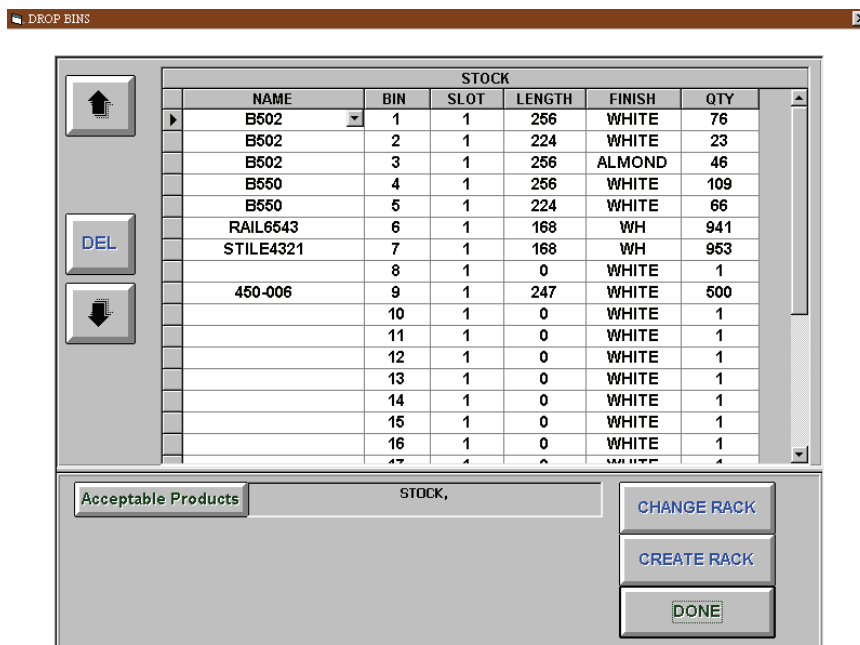 DROP BINS
STOCK
NAME BIN SLOT LENGTH FINISH QTY
B502 1 1 256 WHITE 76
B502 2 1 224 WHITE 23
B502 3 1 256 ALMOND 46
B550 4 1 256 WHITE 109
B550 5 1 224 WHITE 66
RAIL6543 6 1 168 WH 941
DEL
STILE4321 7 1 168 WH 953
8 1 0 WHITE 1
450-006 9 1 247 WHITE 500
10 1 0 WHITE 1
11 1 0 WHITE 1
12 1 0 WHITE 1
13 1 0 WHITE 1
14 1 0 WHITE 1
15 1 0 WHITE 1
16 1 0 WHITE 1
Acceptable Products STOCK,
CHANGE RACK
CREATE RACK
DONE